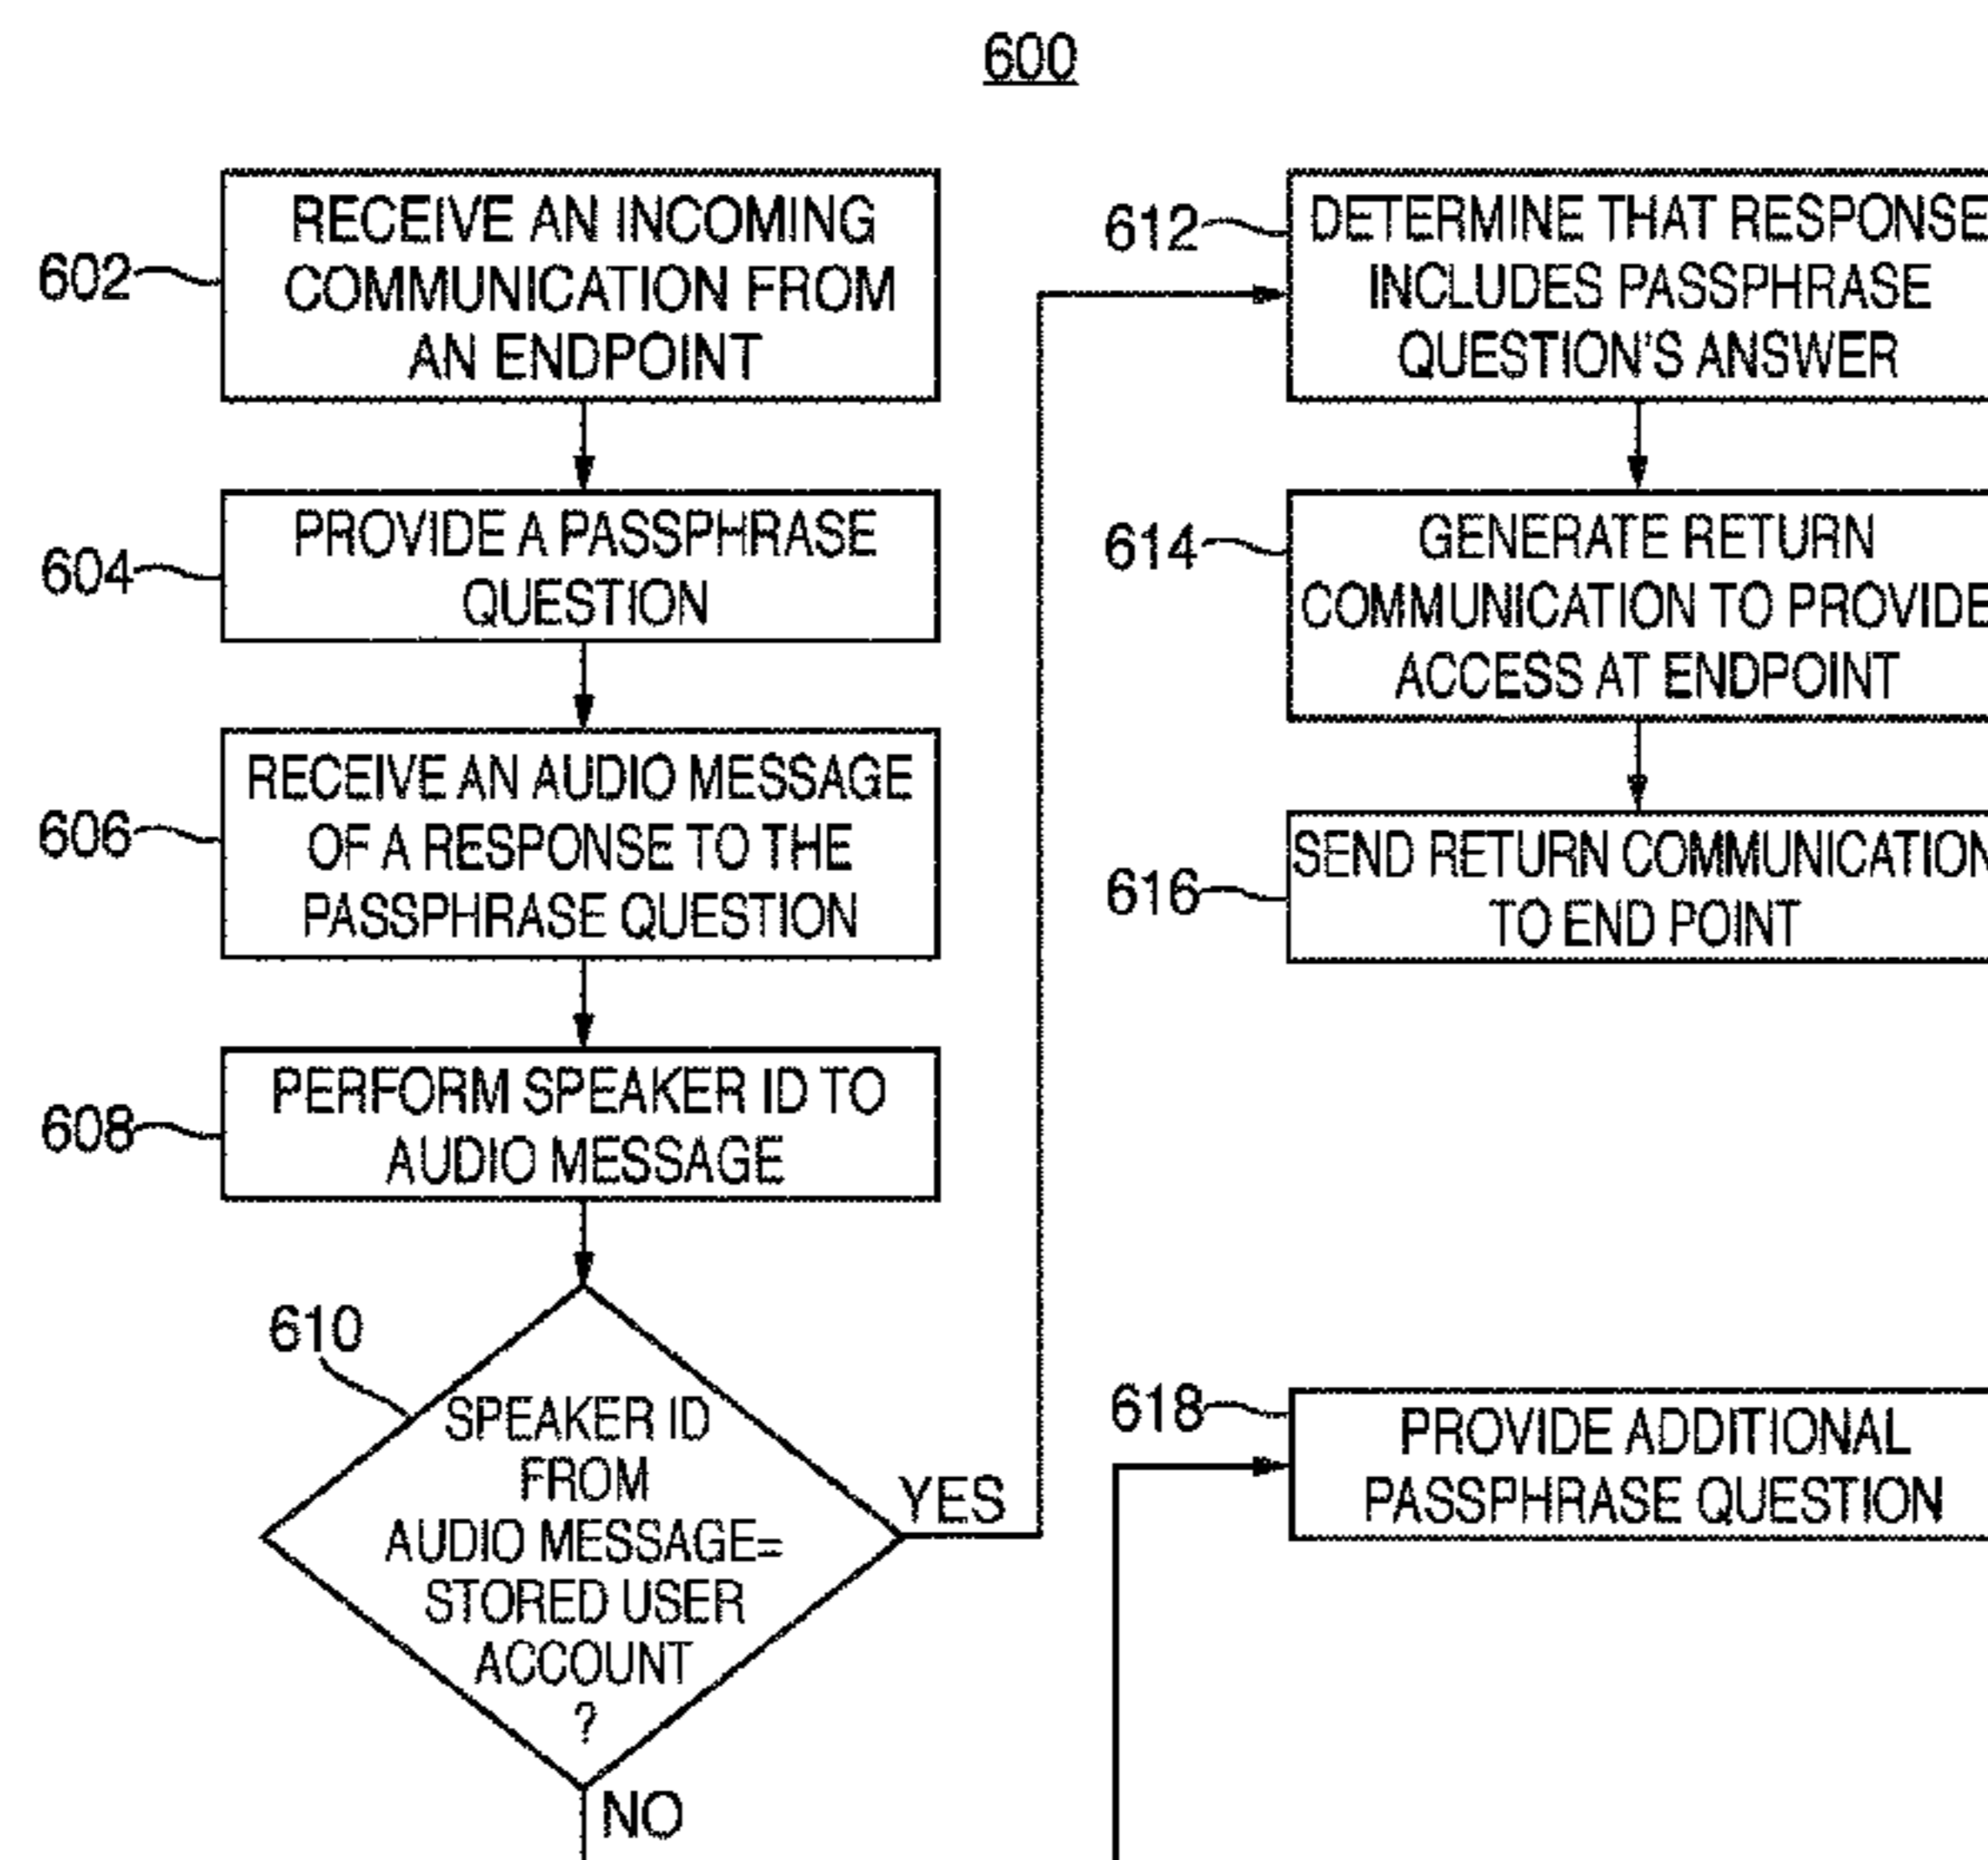 600
602
RECEIVE AN INCOMING
COMMUNICATION FROM
AN ENDPOINT
604
PROVIDE A PASSPHRASE
QUESTION
606
RECEIVE AN AUDIO MESSAGE
OF A RESPONSE TO THE
PASSPHRASE QUESTION
608
PERFORM SPEAKER ID TO
AUDIO MESSAGE
610
SPEAKER ID
FROM
AUDIO MESSAGE=
STORED USER
ACCOUNT
?
YES
NO
612
DETERMINE THAT RESPONSE
INCLUDES PASSPHRASE
QUESTION'S ANSWER
614
GENERATE RETURN
COMMUNICATION TO PROVIDE
ACCESS AT ENDPOINT
616
SEND RETURN COMMUNICATION
TO END POINT
618
PROVIDE ADDITIONAL
PASSPHRASE QUESTION